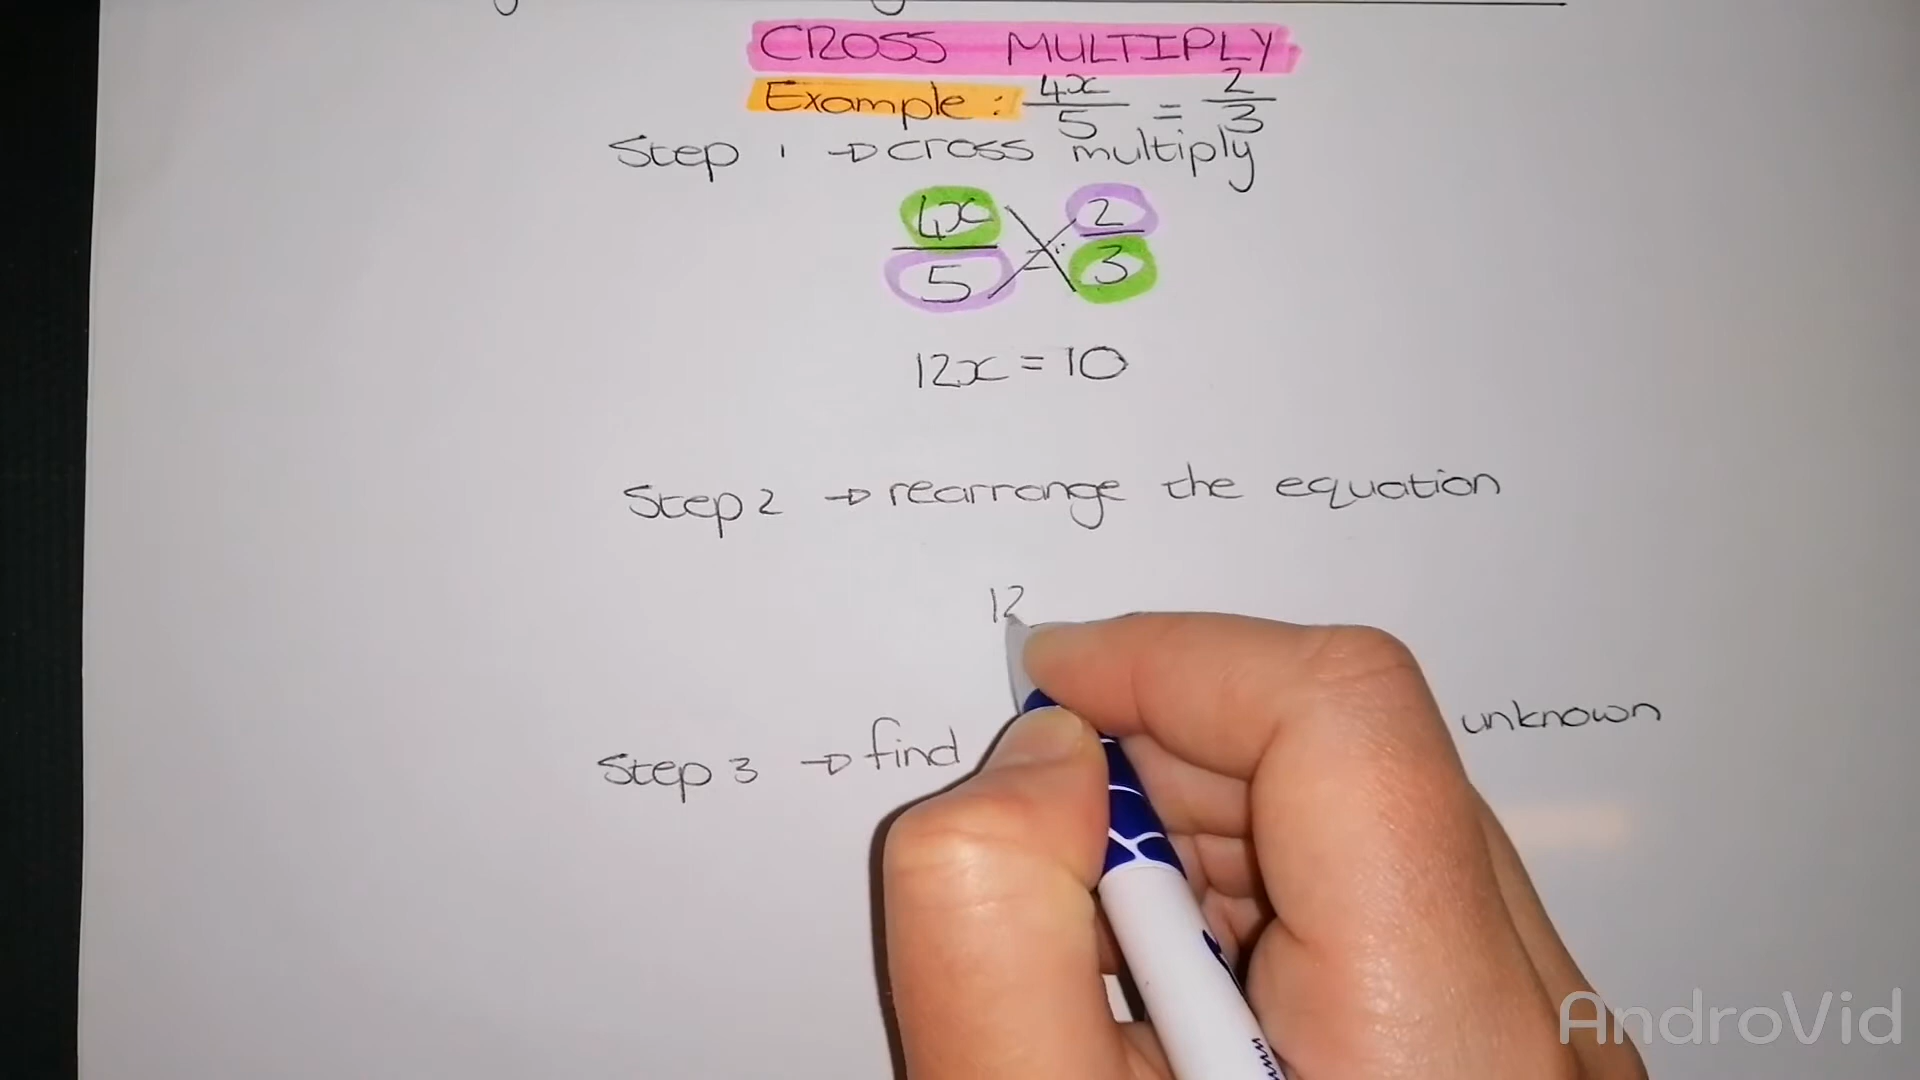 CROSS MULTIPLY
Example: 4x/5 = 2/3
Step 1 → cross multiply
4x/5 = 2/3
12x = 10
Step 2 → rearrange the equation
12
Step 3 → find unknown
AndroVid